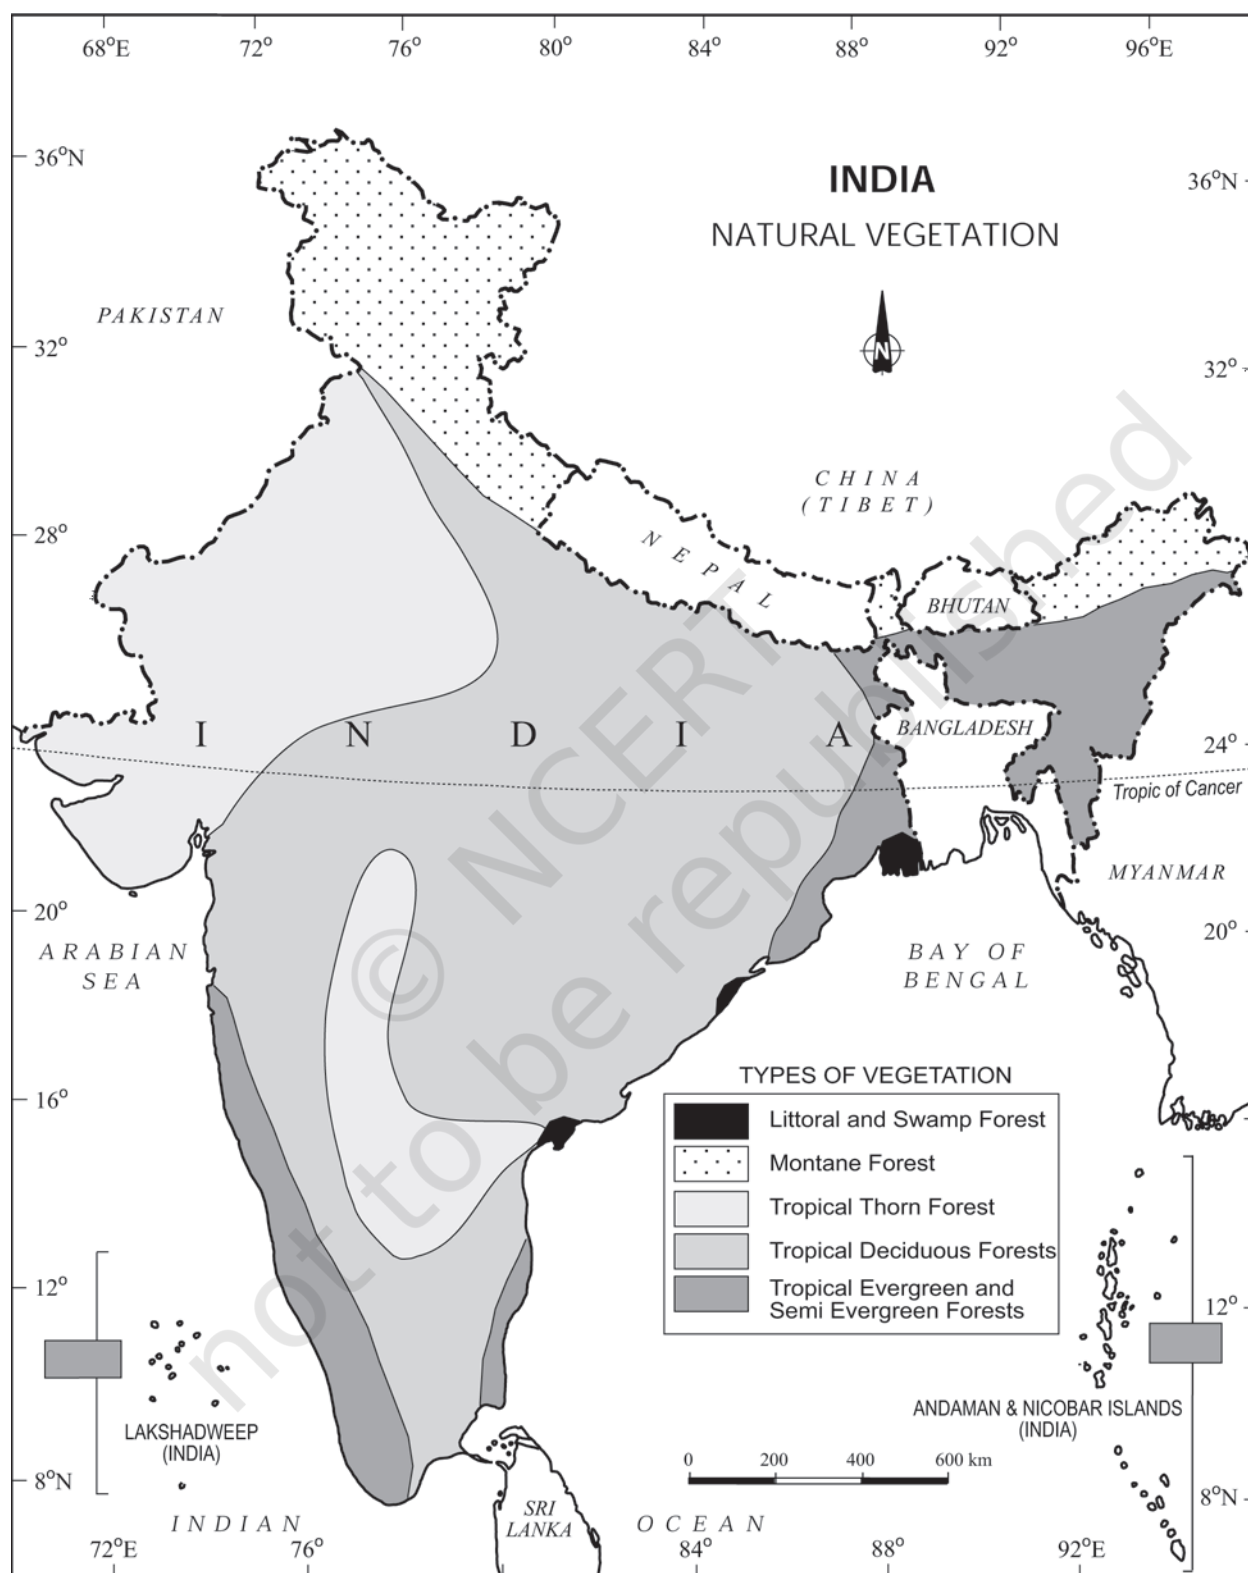 68°E 72° 76° 80° 84° 88° 92° 96°E
36°N
INDIA
36°N
NATURAL VEGETATION
PAKISTAN
N
32°
32°
CHINA
(TIBET)
28°
NEPAL
BHUTAN
INDIA
BANGLADESH
24°
Tropic of Cancer
MYANMAR
20°
20°
ARABIAN
SEA
BAY OF
BENGAL
© NCERT
not to be republished
TYPES OF VEGETATION
16°
Littoral and Swamp Forest
Montane Forest
Tropical Thorn Forest
Tropical Deciduous Forests
Tropical Evergreen and
Semi Evergreen Forests
12°
12°
LAKSHADWEEP
(INDIA)
ANDAMAN & NICOBAR ISLANDS
(INDIA)
0 200 400 600 km
8°N
8°N
SRI
LANKA
INDIAN OCEAN
72°E 76° 84° 88° 92°E